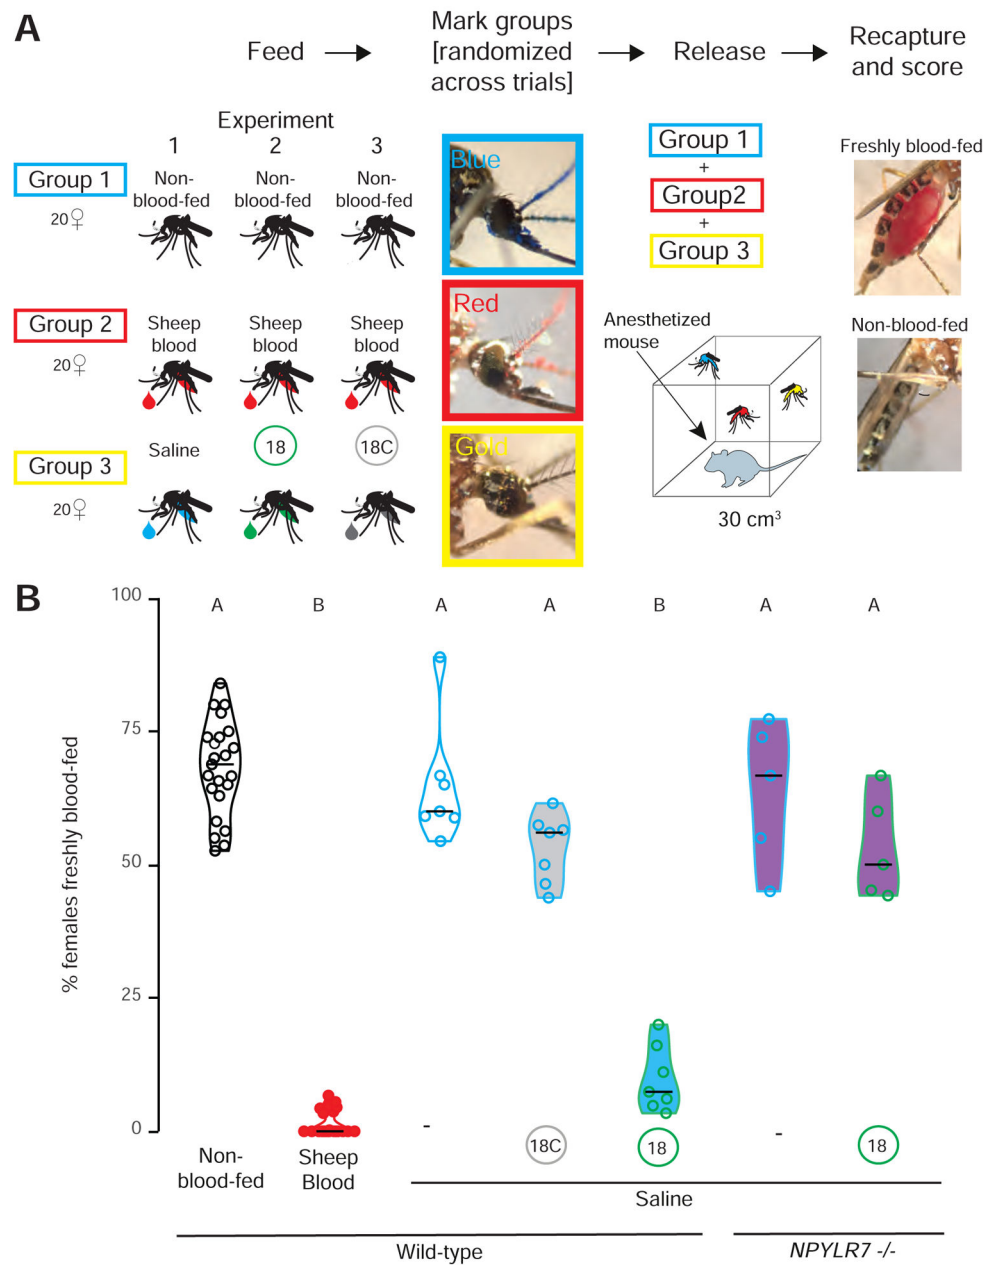 A
Feed
Mark groups
[randomized
across trials]
Release
Recapture
and score
Experiment
1
2
3
Group 1
20♀
Non-
blood-fed
Non-
blood-fed
Non-
blood-fed
Group 2
20♀
Sheep
blood
Sheep
blood
Sheep
blood
Group 3
20♀
Saline
18
18C
Blue
Red
Gold
Group 1
+
Group2
+
Group 3
Anesthetized
mouse
30 cm³
Freshly blood-fed
Non-blood-fed
B
% females freshly blood-fed
100
75
50
25
0
A
B
A
A
B
A
A
Non-
blood-fed
Sheep
Blood
-
18C
18
-
18
Saline
Wild-type
NPYLR7 -/-